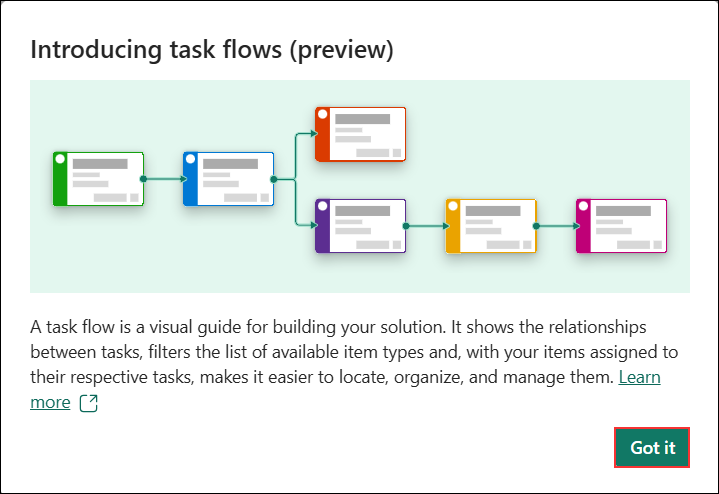 Introducing task flows (preview)
A task flow is a visual guide for building your solution. It shows the relationships
between tasks, filters the list of available item types and, with your items assigned to
their respective tasks, makes it easier to locate, organize, and manage them. Learn
more
Got it